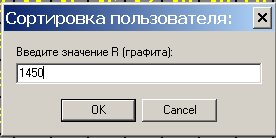 Сортировка пользователя:
Введите значение R (графита):
1450
OK
Cancel